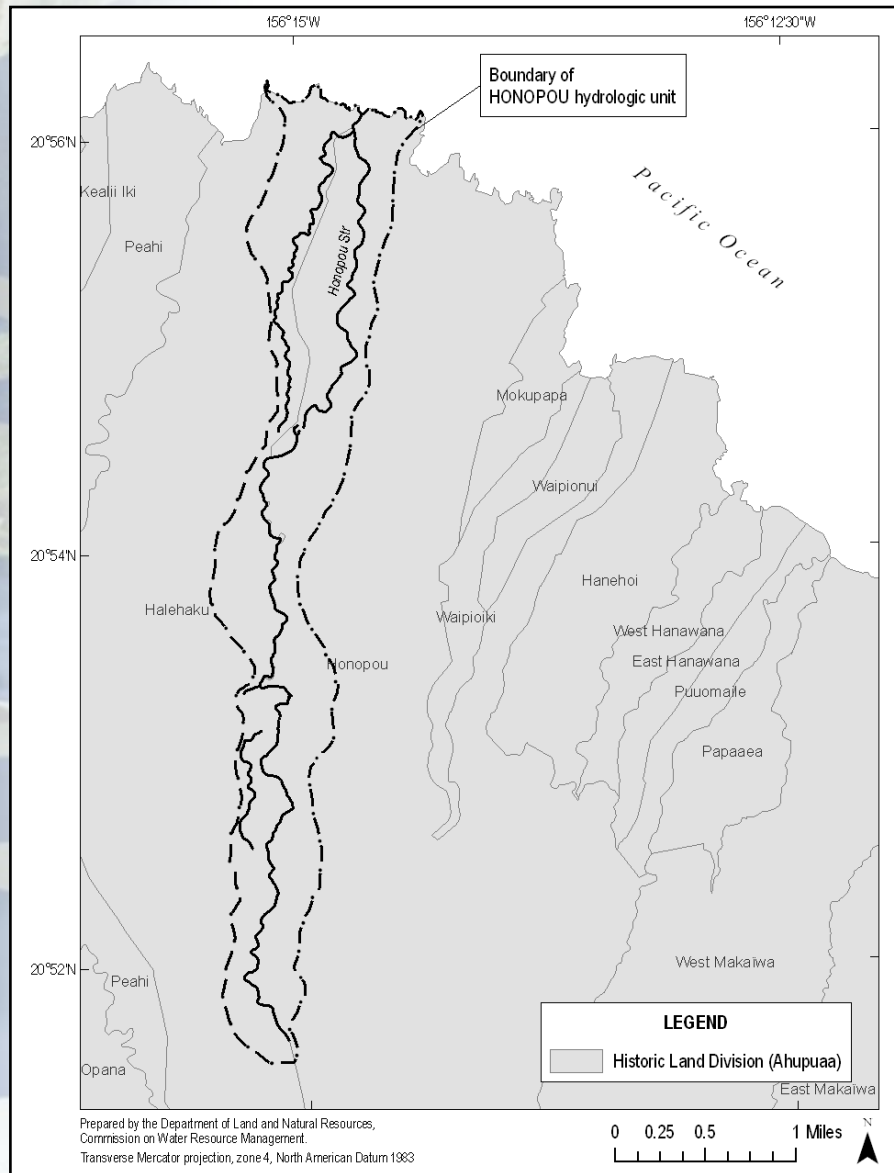 156°15'W
156°12'30"W
Boundary of
HONOPOU hydrologic unit
20°56'N
Kealii Iki
Peahi
Honopou Str
Pacific Ocean
Mokupapa
Waipionui
20°54'N
Hanehoi
Halehaku
Waipioiki
West Hanawana
East Hanawana
Honopou
Puuomaile
Papaaea
20°52'N
West Makaiwa
Peahi
LEGEND
Historic Land Division (Ahupuaa)
Opana
East Makaiwa
Prepared by the Department of Land and Natural Resources,
Commission on Water Resource Management.
Transverse Mercator projection, zone 4, North American Datum 1983
0 0.25 0.5 1 Miles
N